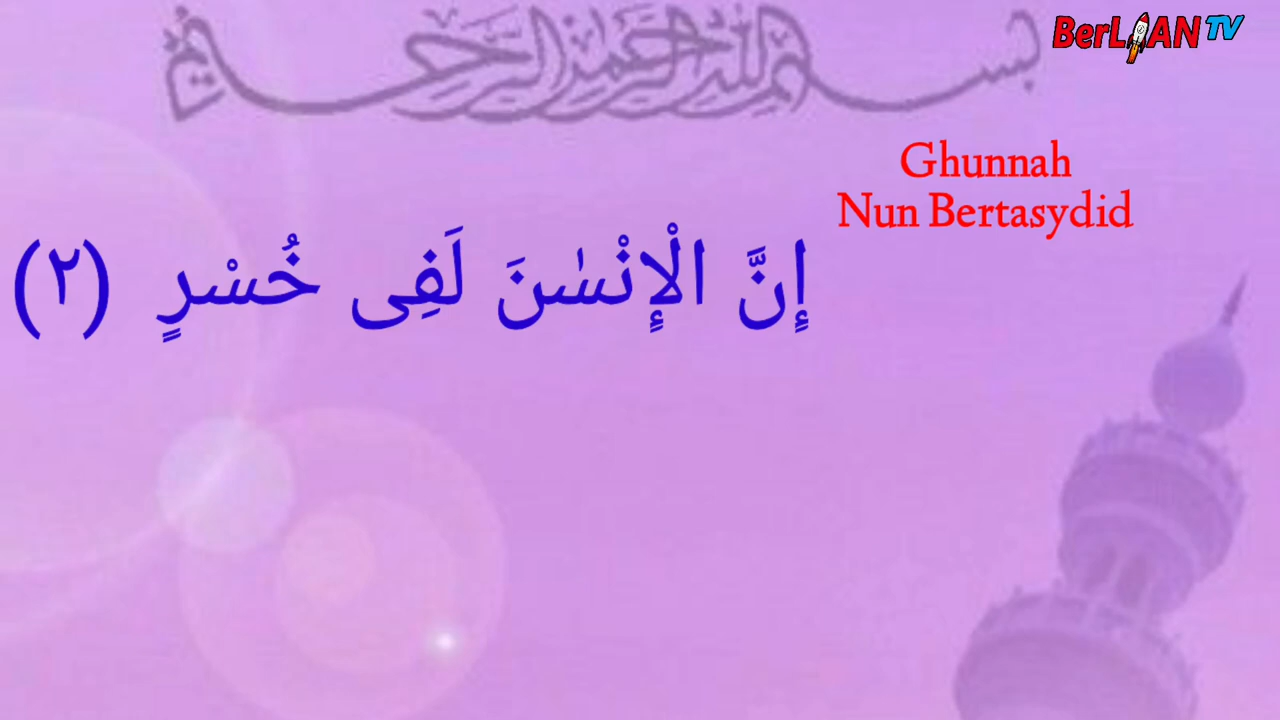 بسم الله الرحمن الرحيم
BerLIAN TV
Ghunnah
Nun Bertasydid
إِنَّ الْإِنْسٰنَ لَفِى خُسْرٍ (٢)